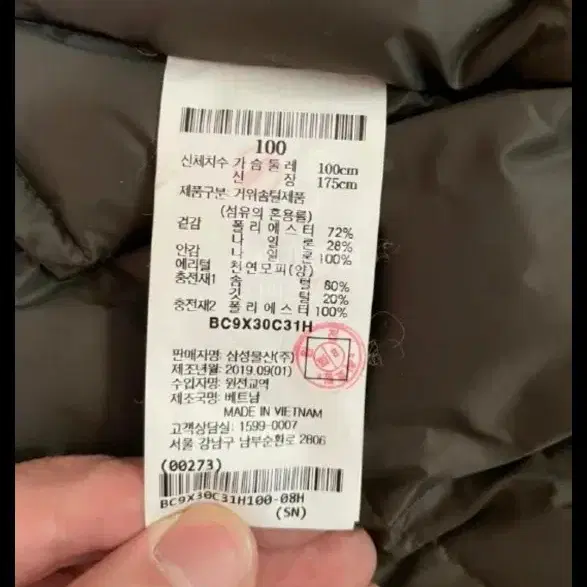 100
신체치수 가슴둘레 100cm
신장 175cm
제품구분: 거위솜털제품
(섬유의 혼용률)
겉감 폴리에스터 72%
나일론 28%
안감 나일론 100%
에리털 천연모피(양)
충전재1 솜털 80%
깃털 20%
충전재2 폴리에스터 100%
BC9X30C31H
판매자명: 삼성물산(주)
제조년월: 2019.09(01)
수입자명: 원전교역
제조국명: 베트남
MADE IN VIETNAM
고객상담실: 1599-0007
서울 강남구 남부순환로 2806
(00273)
BC9X30C31H100-08H
(SN)